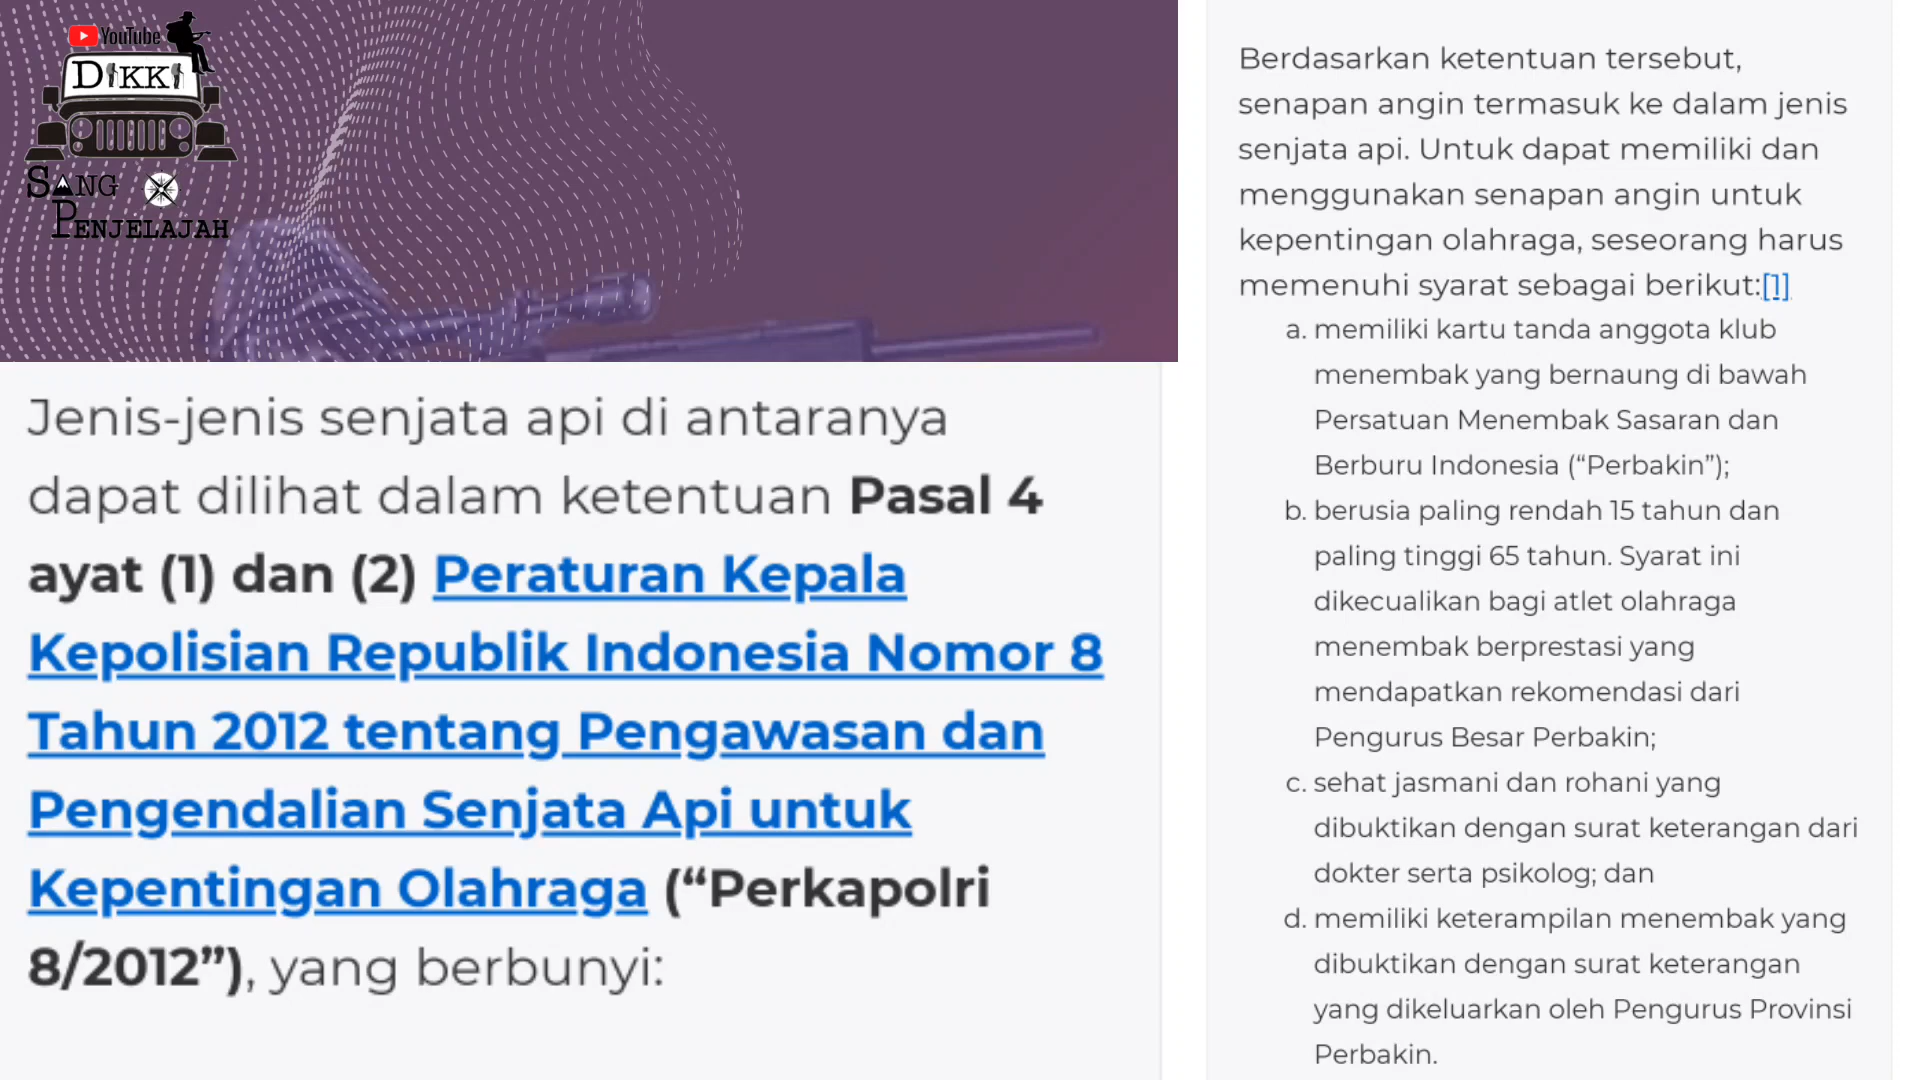 YouTube
DIKKI
SANG
PENJELAJAH
Jenis-jenis senjata api di antaranya
dapat dilihat dalam ketentuan Pasal 4
ayat (1) dan (2) Peraturan Kepala
Kepolisian Republik Indonesia Nomor 8
Tahun 2012 tentang Pengawasan dan
Pengendalian Senjata Api untuk
Kepentingan Olahraga (“Perkapolri
8/2012”), yang berbunyi:
Berdasarkan ketentuan tersebut,
senapan angin termasuk ke dalam jenis
senjata api. Untuk dapat memiliki dan
menggunakan senapan angin untuk
kepentingan olahraga, seseorang harus
memenuhi syarat sebagai berikut:[1]
a. memiliki kartu tanda anggota klub
menembak yang bernaung di bawah
Persatuan Menembak Sasaran dan
Berburu Indonesia (“Perbakin”);
b. berusia paling rendah 15 tahun dan
paling tinggi 65 tahun. Syarat ini
dikecualikan bagi atlet olahraga
menembak berprestasi yang
mendapatkan rekomendasi dari
Pengurus Besar Perbakin;
c. sehat jasmani dan rohani yang
dibuktikan dengan surat keterangan dari
dokter serta psikolog; dan
d. memiliki keterampilan menembak yang
dibuktikan dengan surat keterangan
yang dikeluarkan oleh Pengurus Provinsi
Perbakin.